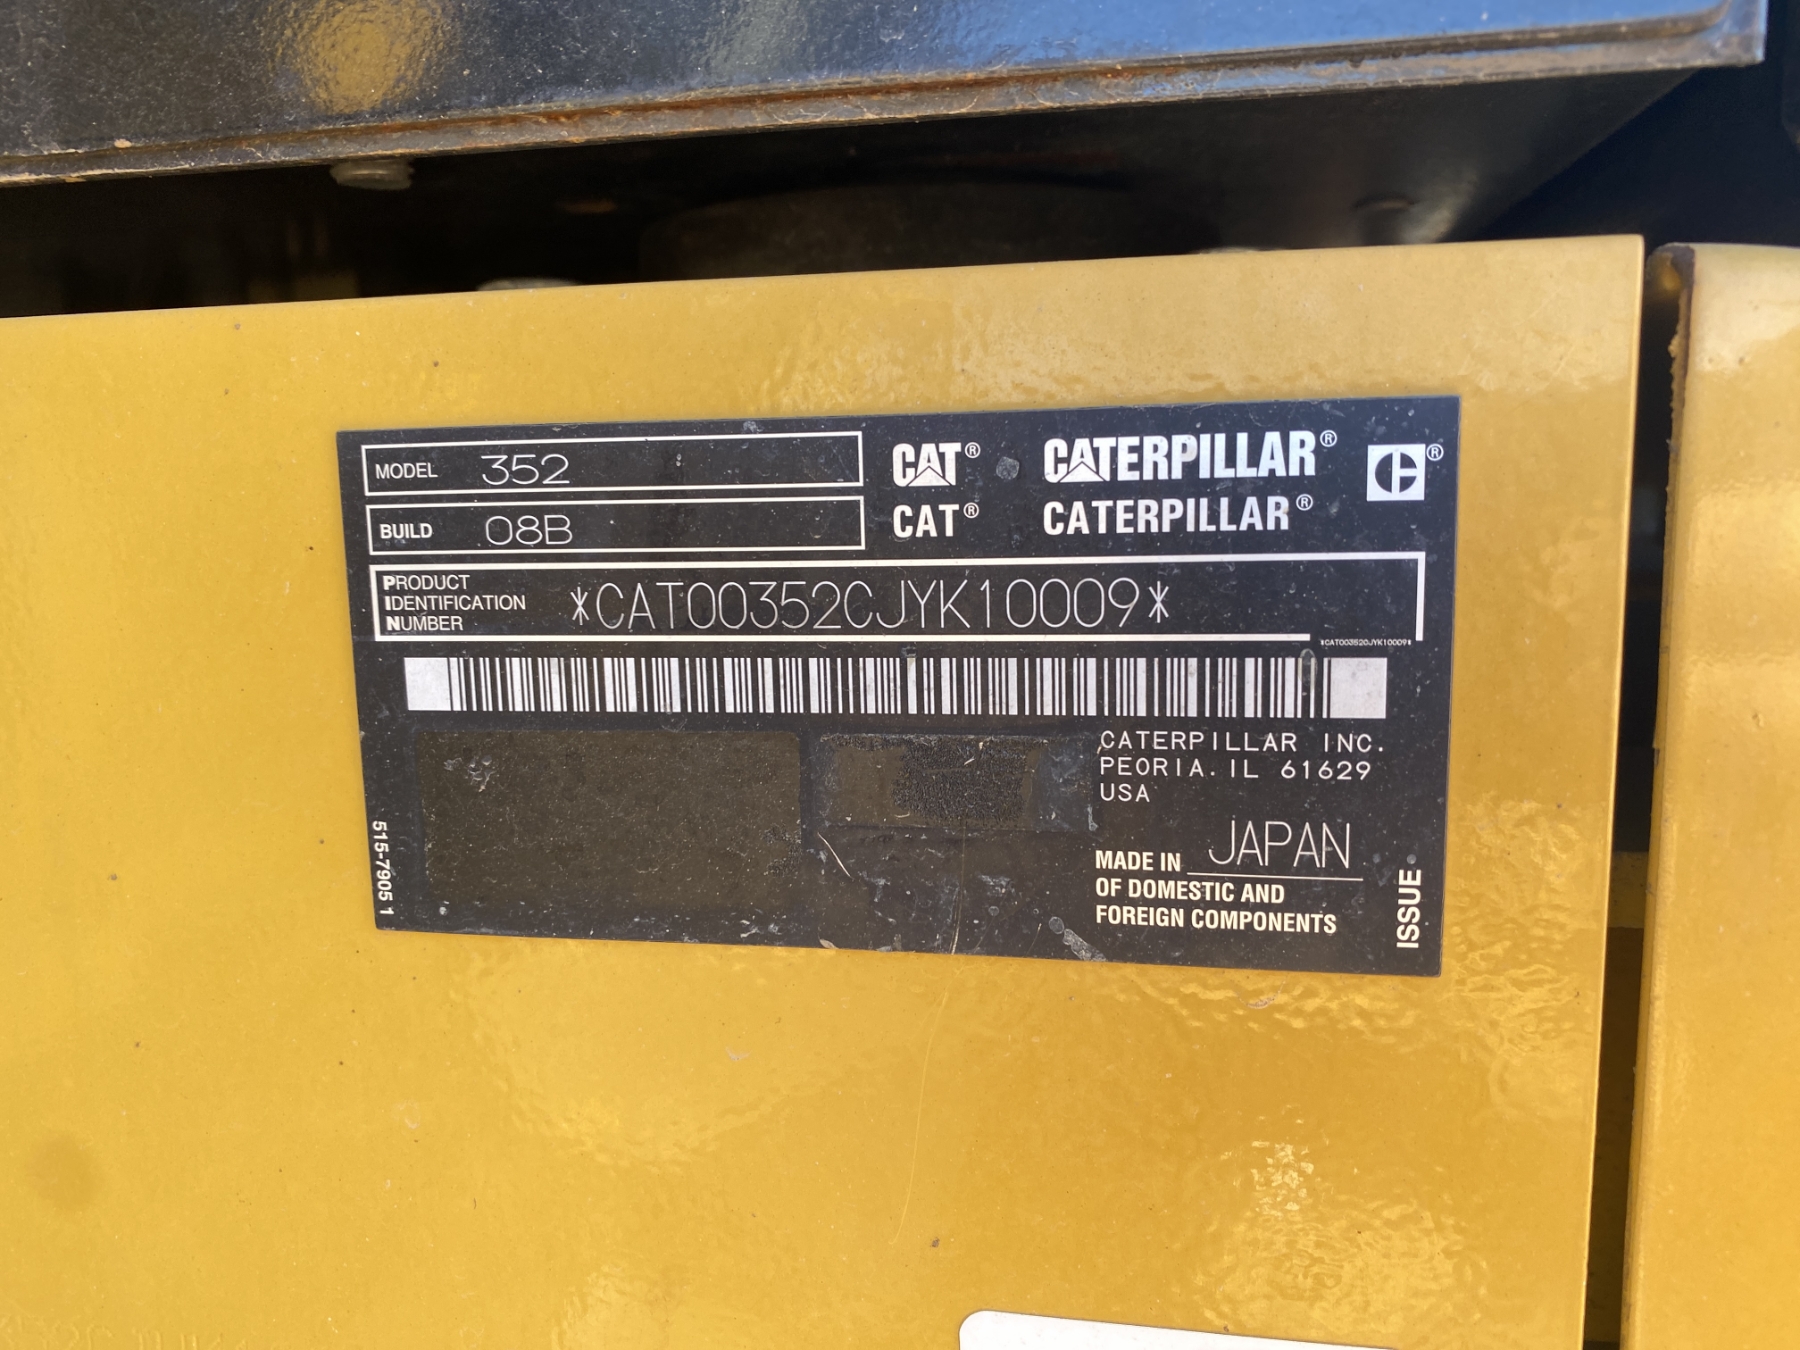 MODEL 352
BUILD 08B
CAT® CATERPILLAR®
CAT® CATERPILLAR®
PRODUCT
IDENTIFICATION
NUMBER
*CAT00352CJYK10009*
*CAT00352CJYK10009*
CATERPILLAR INC.
PEORIA. IL 61629
USA
MADE IN JAPAN
OF DOMESTIC AND
FOREIGN COMPONENTS
ISSUE
515-7905 1